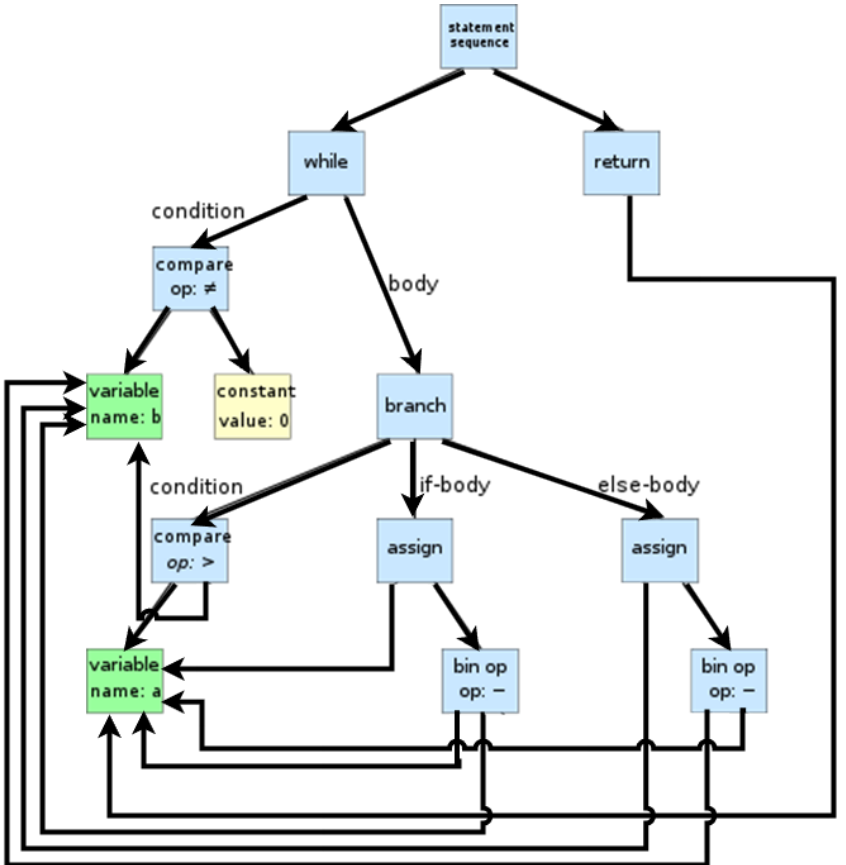 statement
sequence
while
return
condition
compare
op: ≠
body
variable
name: b
constant
value: 0
branch
condition
if-body
else-body
compare
op: >
assign
assign
variable
name: a
bin op
op: −
bin op
op: −